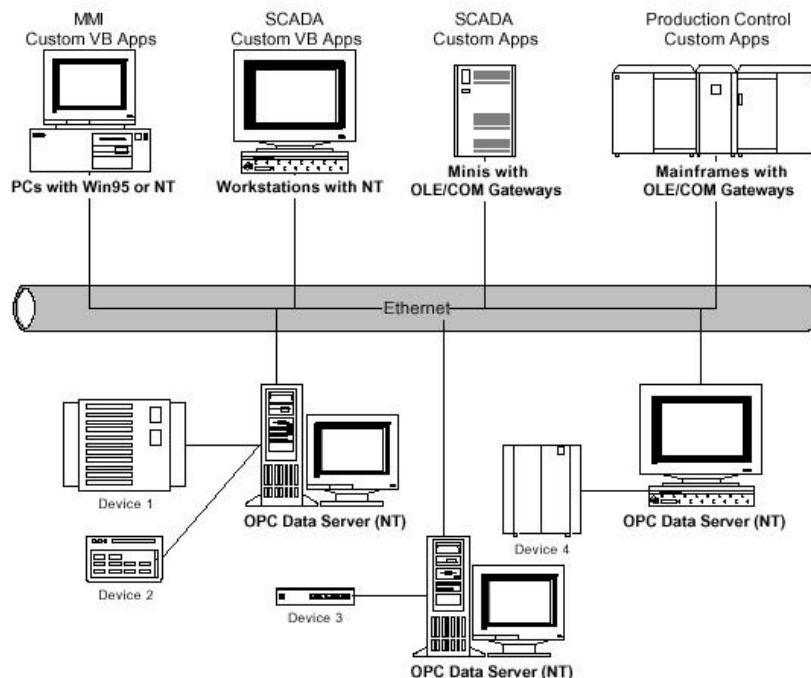 MMI
Custom VB Apps
SCADA
Custom VB Apps
SCADA
Custom Apps
Production Control
Custom Apps
PCs with Win95 or NT
Workstations with NT
Minis with
OLE/COM Gateways
Mainframes with
OLE/COM Gateways
Ethernet
Device 1
OPC Data Server (NT)
Device 4
OPC Data Server (NT)
Device 2
Device 3
OPC Data Server (NT)